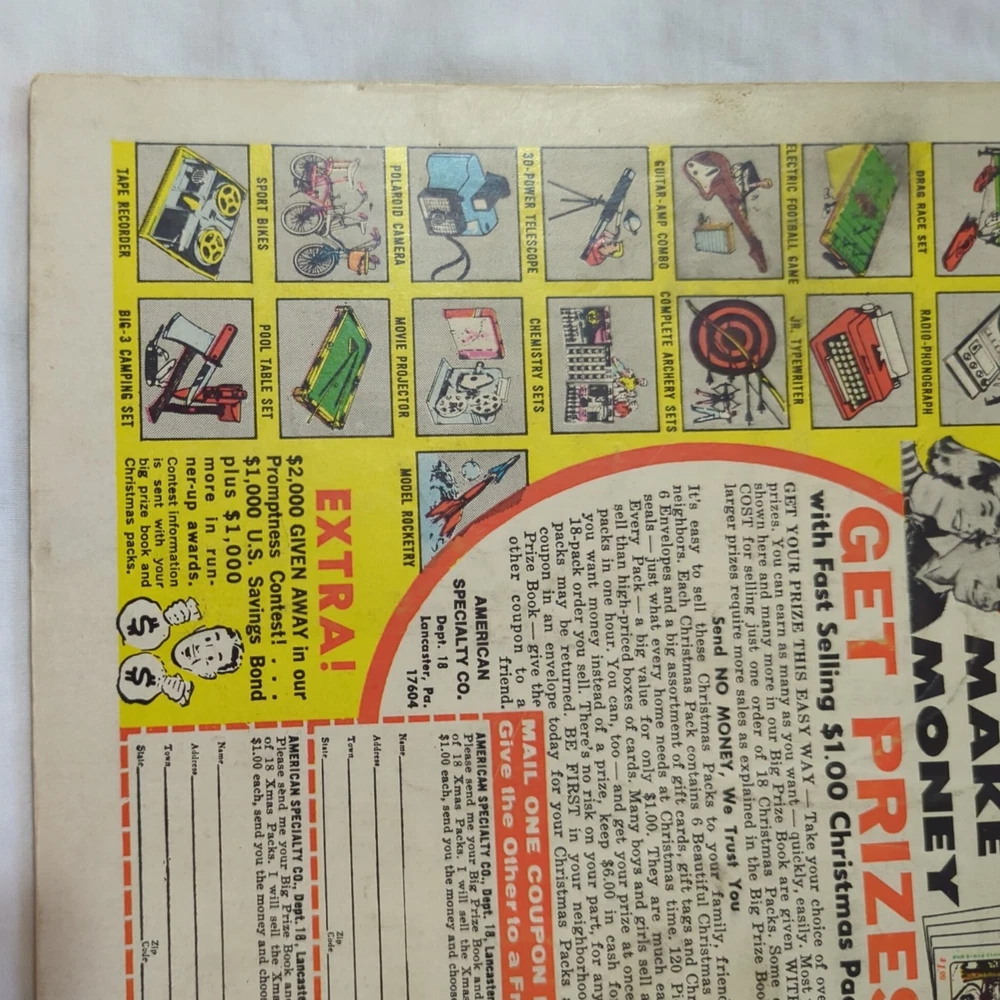 MAKE
MONEY
GET PRIZES
with Fast Selling $1.00 Christmas Pa
GET YOUR PRIZE THIS EASY WAY — Take your choice of ov
prizes. You can earn as many as you want — quickly, easily. Most
shown here and many more in our Big Prize Book are given WIT
COST for selling just one order of 18 Christmas Packs. Some
larger prizes require more sales as explained in the Big Prize Boo
Send NO MONEY, We Trust You
It's easy to sell these Christmas Packs to your family, friend
neighbors. Each Christmas Pack contains 6 Beautiful Christmas
6 Envelopes and a big assortment of gift cards, gift tags and Chr
seals — just what every home needs at Christmas time. 120 Pi
Every Pack — a big value for only $1.00. They are much ea
sell than high-priced boxes of cards. Many boys and girls sell a
packs in one hour. You can, too — and get your prize at once
you want money instead of a prize, keep $6.00 in cash fo
18-pack order you sell. There's no risk on your part, for any
packs may be returned. BE FIRST in your neighborhoo
coupon in an envelope today for your Christmas Packs a
Prize Book — give the
other coupon to a
friend.
AMERICAN
SPECIALTY CO.
Dept. 18
Lancaster, Pa.
17604
DRAG RACE SET
ELECTRIC FOOTBALL GAME
GUITAR-AMP COMBO
30-POWER TELESCOPE
POLAROID CAMERA
SPORT BIKES
TAPE RECORDER
RADIO-PHONOGRAPH
JR. TYPEWRITER
COMPLETE ARCHERY SETS
CHEMISTRY SETS
MOVIE PROJECTOR
POOL TABLE SET
BIG-3 CAMPING SET
MODEL ROCKETRY
EXTRA!
$2,000 GIVEN AWAY in our
Promptness Contest! . . .
$1,000 U.S. Savings Bond
plus $1,000
more in run-
ner-up awards.
Contest information
is sent with your
big prize book and
Christmas packs.
$
$
MAIL ONE COUPON
Give the Other to a Fr
AMERICAN SPECIALTY CO., Dept. 18, Lancaster
Please send me your Big Prize Book and
of 18 Xmas Packs. I will sell the Xma
$1.00 each, send you the money and choose
Name
Address
Town
State
Zip
Code
AMERICAN SPECIALTY CO., Dept. 18, Lancaste
Please send me your Big Prize Book an
of 18 Xmas Packs. I will sell the Xm
$1.00 each, send you the money and choos
Name
Address
Town
State
Zip
Code
$1.00